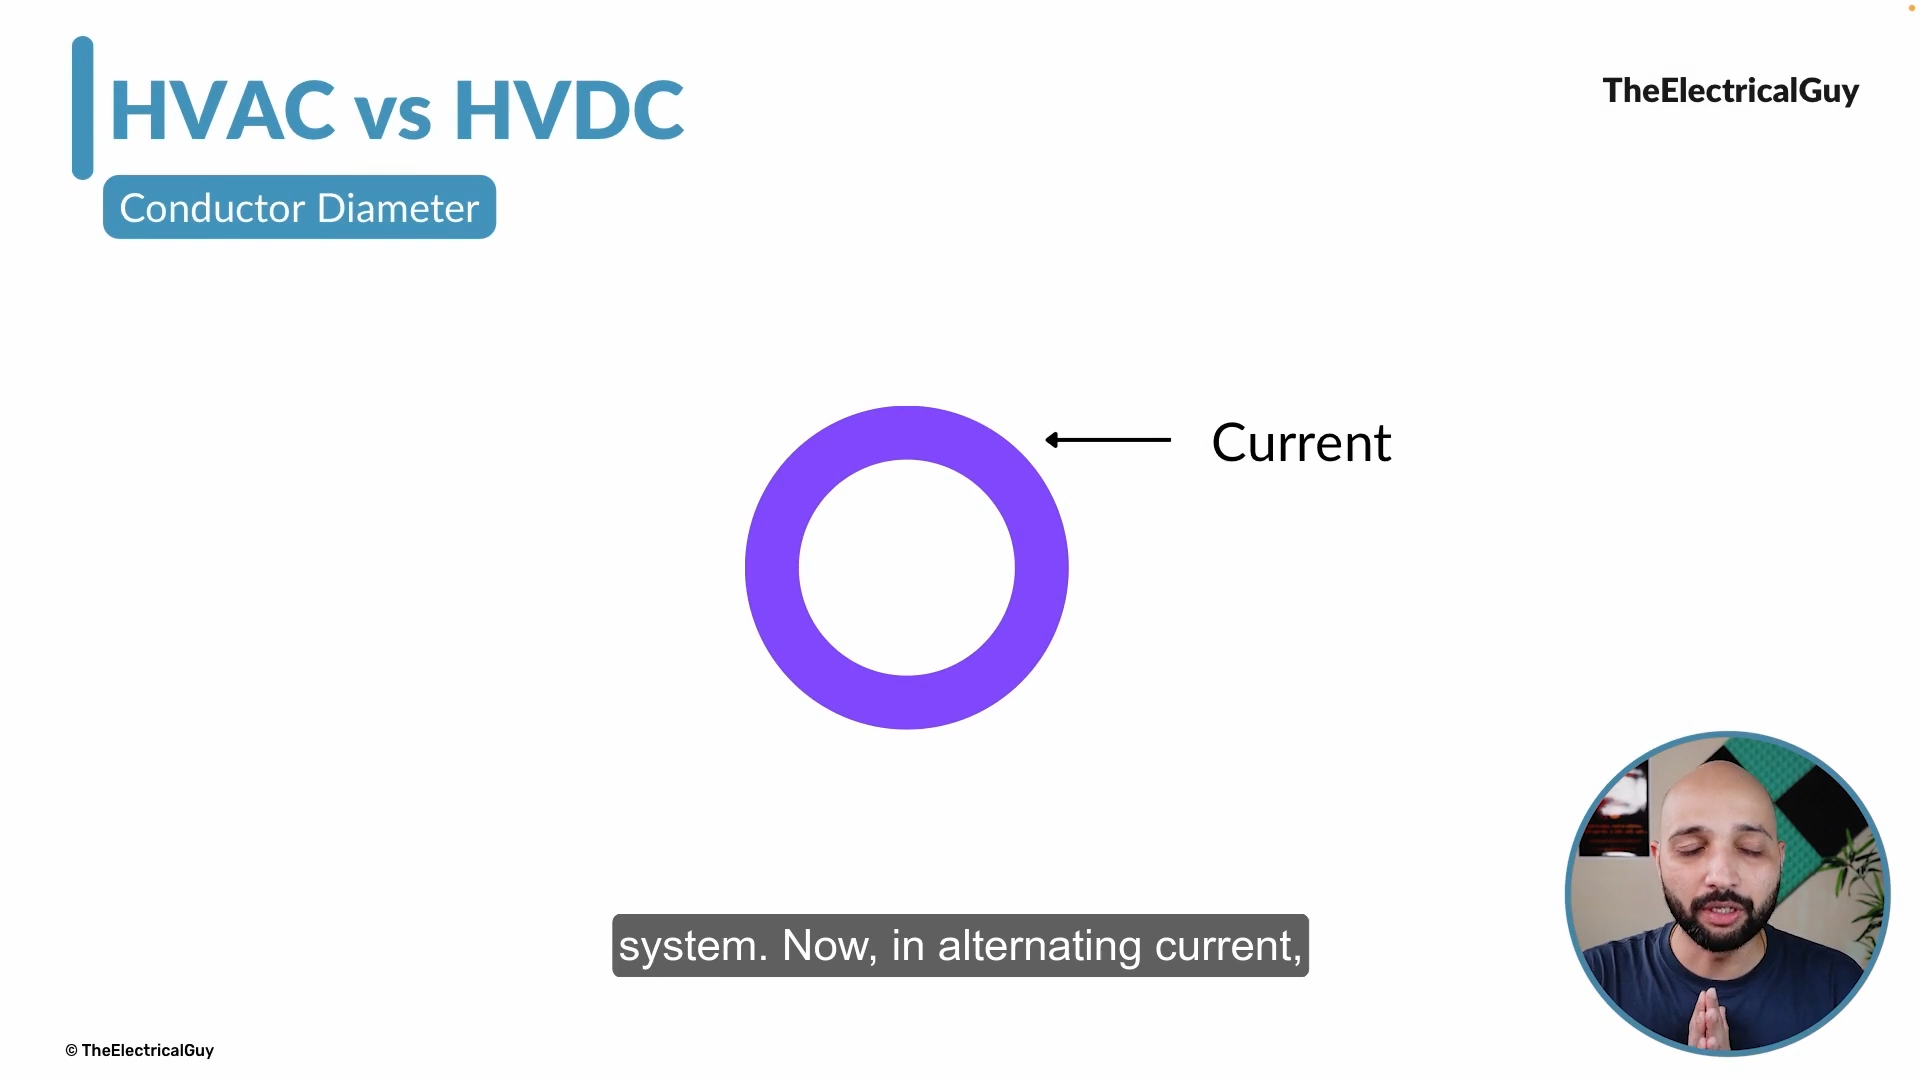 HVAC vs HVDC
TheElectricalGuy
Conductor Diameter
Current
system. Now, in alternating current,
© TheElectricalGuy